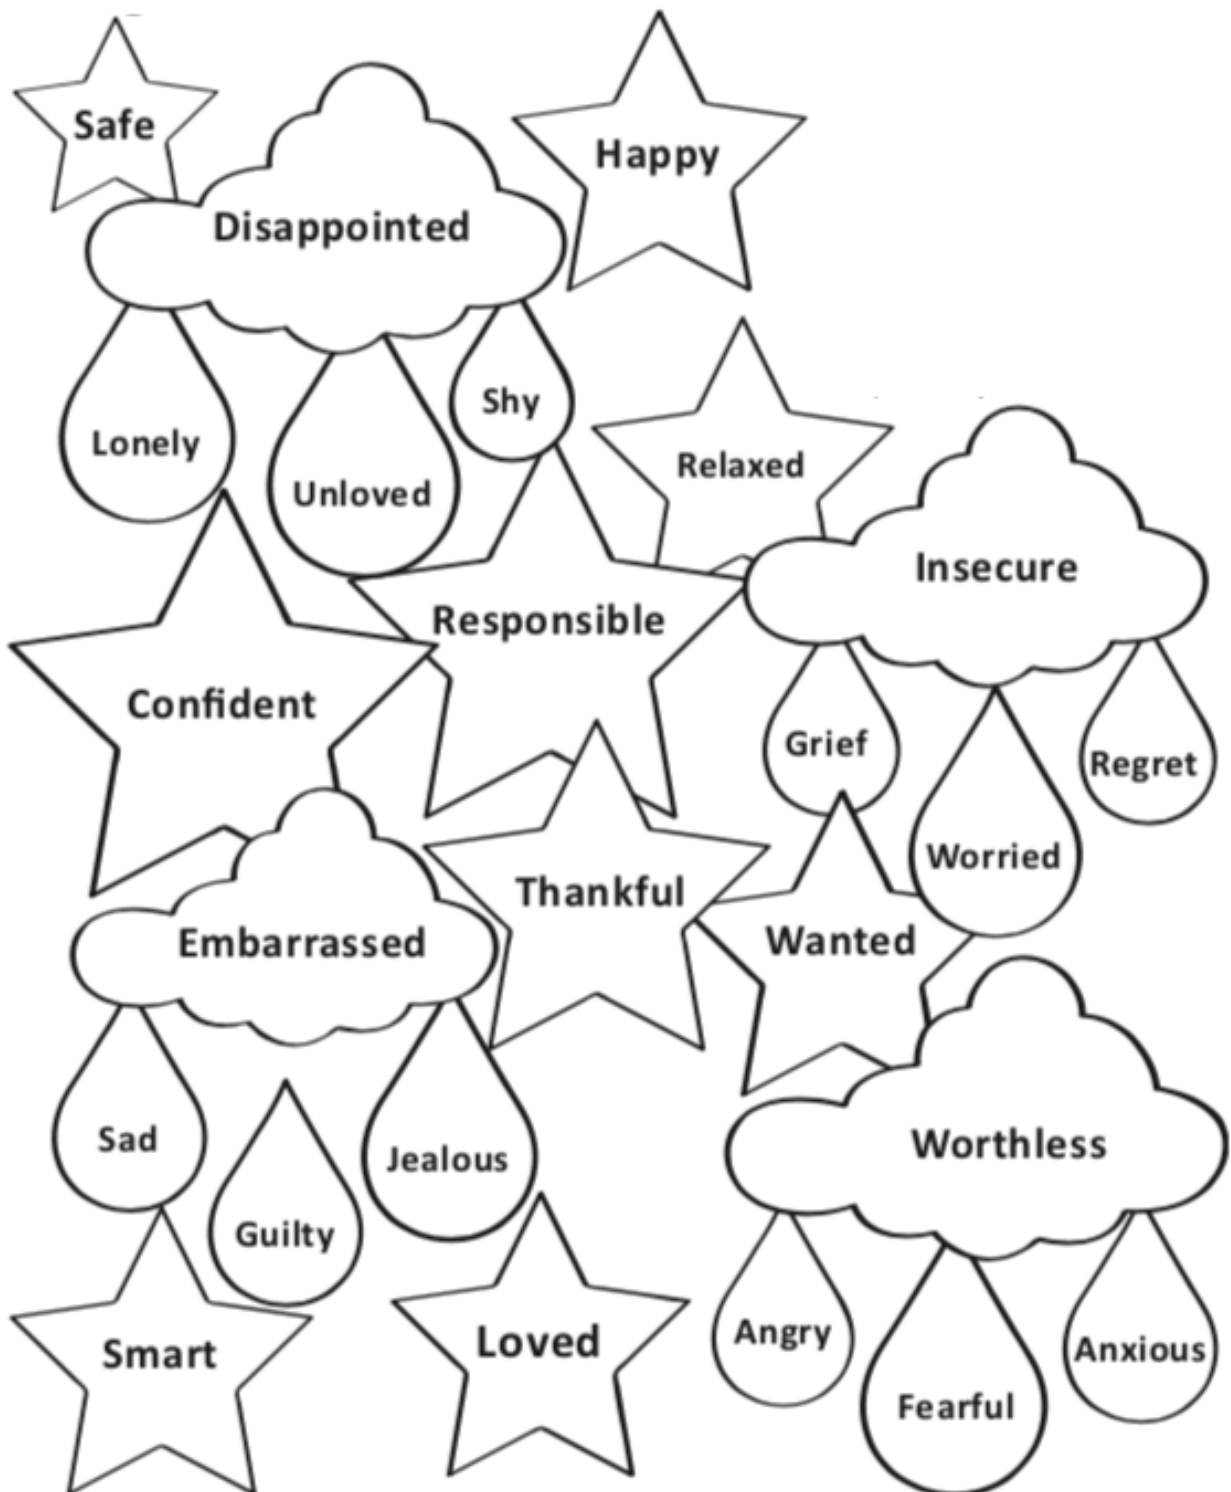 Safe
Happy
Disappointed
Lonely
Unloved
Shy
Relaxed
Insecure
Responsible
Confident
Grief
Regret
Worried
Thankful
Wanted
Embarrassed
Sad
Guilty
Jealous
Worthless
Smart
Loved
Angry
Fearful
Anxious